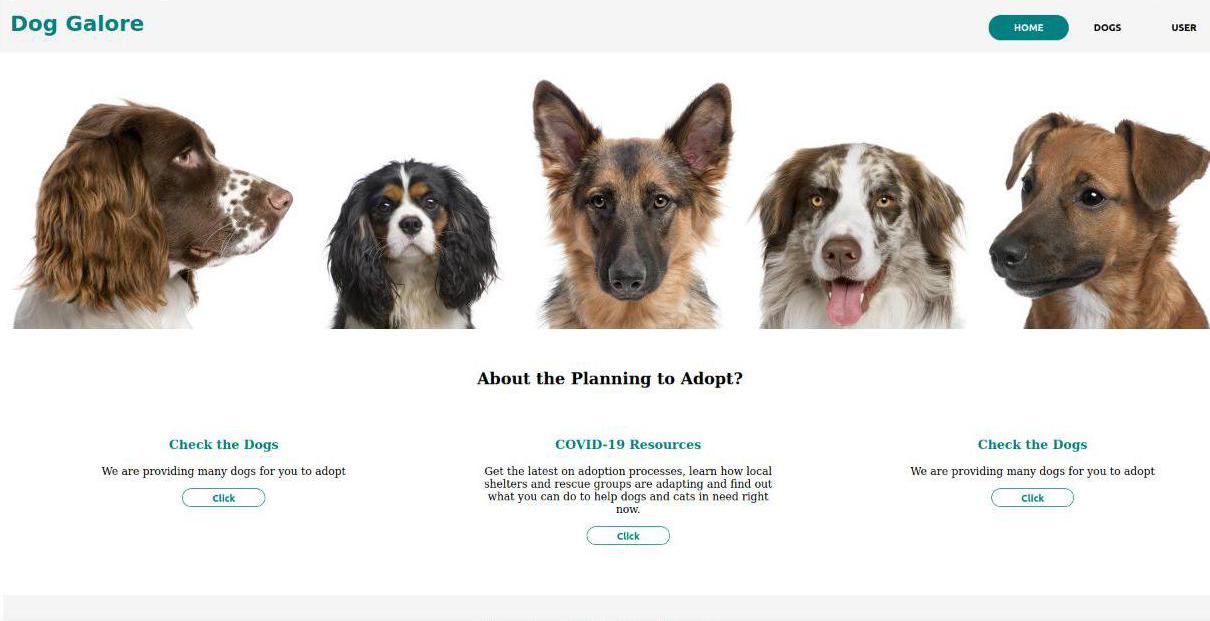 Dog Galore
HOME
DOGS
USER
About the Planning to Adopt?
Check the Dogs
We are providing many dogs for you to adopt
Click
COVID-19 Resources
Get the latest on adoption processes, learn how local
shelters and rescue groups are adapting and find out
what you can do to help dogs and cats in need right
now.
Click
Check the Dogs
We are providing many dogs for you to adopt
Click